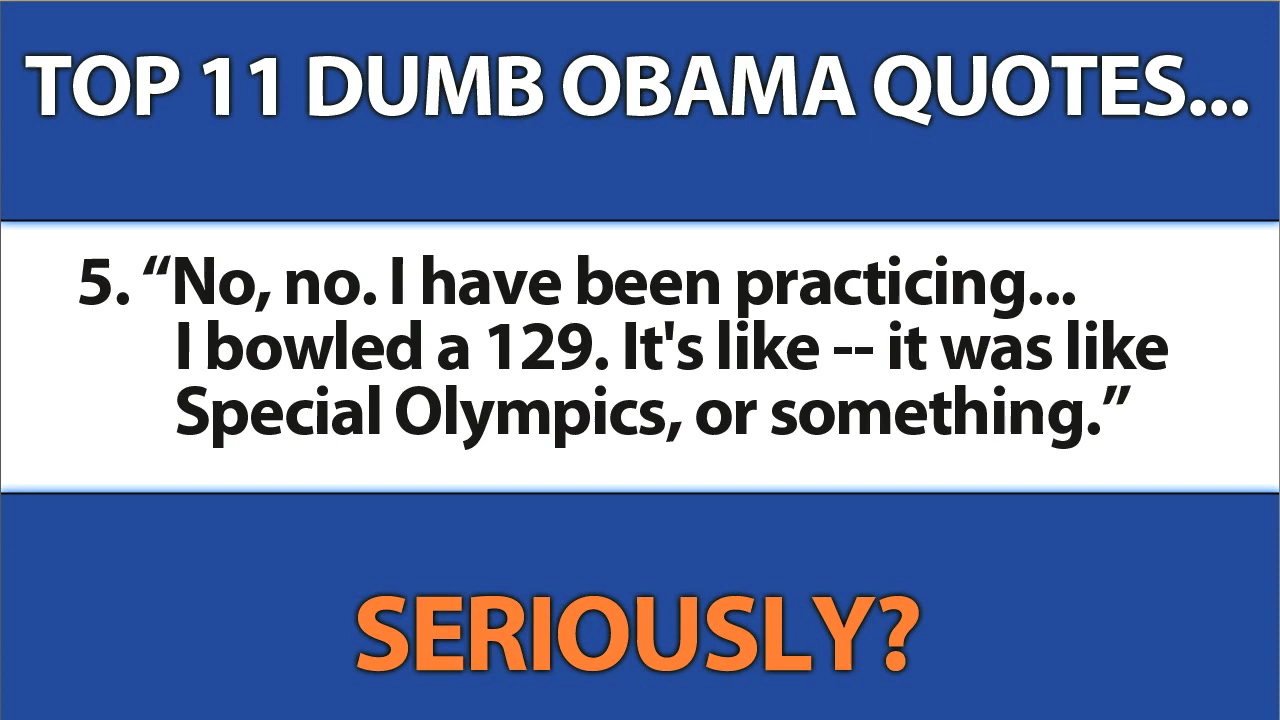 TOP 11 DUMB OBAMA QUOTES...
5. “No, no. I have been practicing...
I bowled a 129. It's like -- it was like
Special Olympics, or something.”
SERIOUSLY?